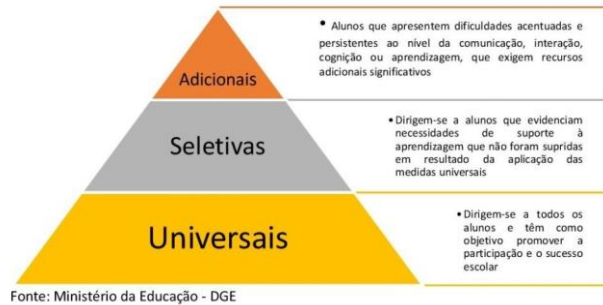 Adicionais
• Alunos que apresentem dificuldades acentuadas e
persistentes ao nível da comunicação, interação,
cognição ou aprendizagem, que exigem recursos
adicionais significativos
Seletivas
•Dirigem-se a alunos que evidenciam
necessidades de suporte à
aprendizagem que não foram supridas
em resultado da aplicação das
medidas universais
Universais
•Dirigem-se a todos os
alunos e têm como
objetivo promover a
participação e o sucesso
escolar
Fonte: Ministério da Educação - DGE